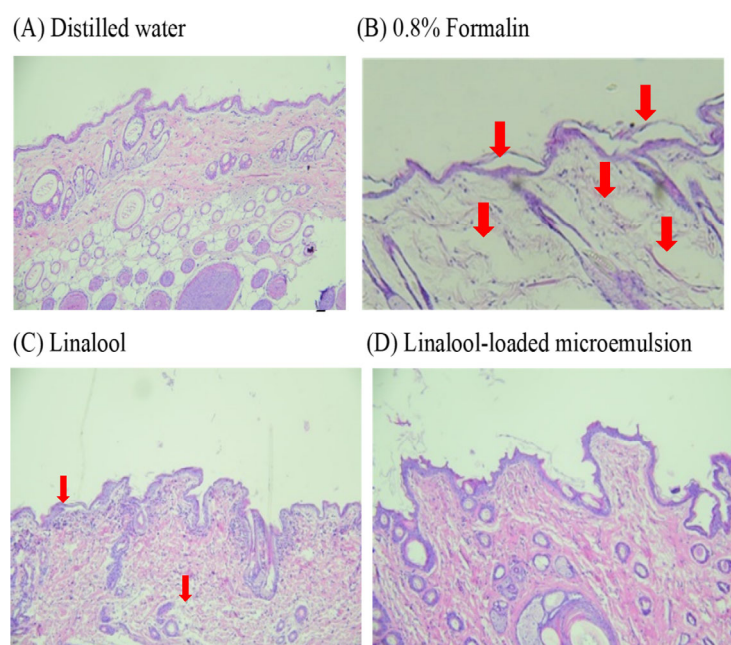 (A) Distilled water
(B) 0.8% Formalin
(C) Linalool
(D) Linalool-loaded microemulsion